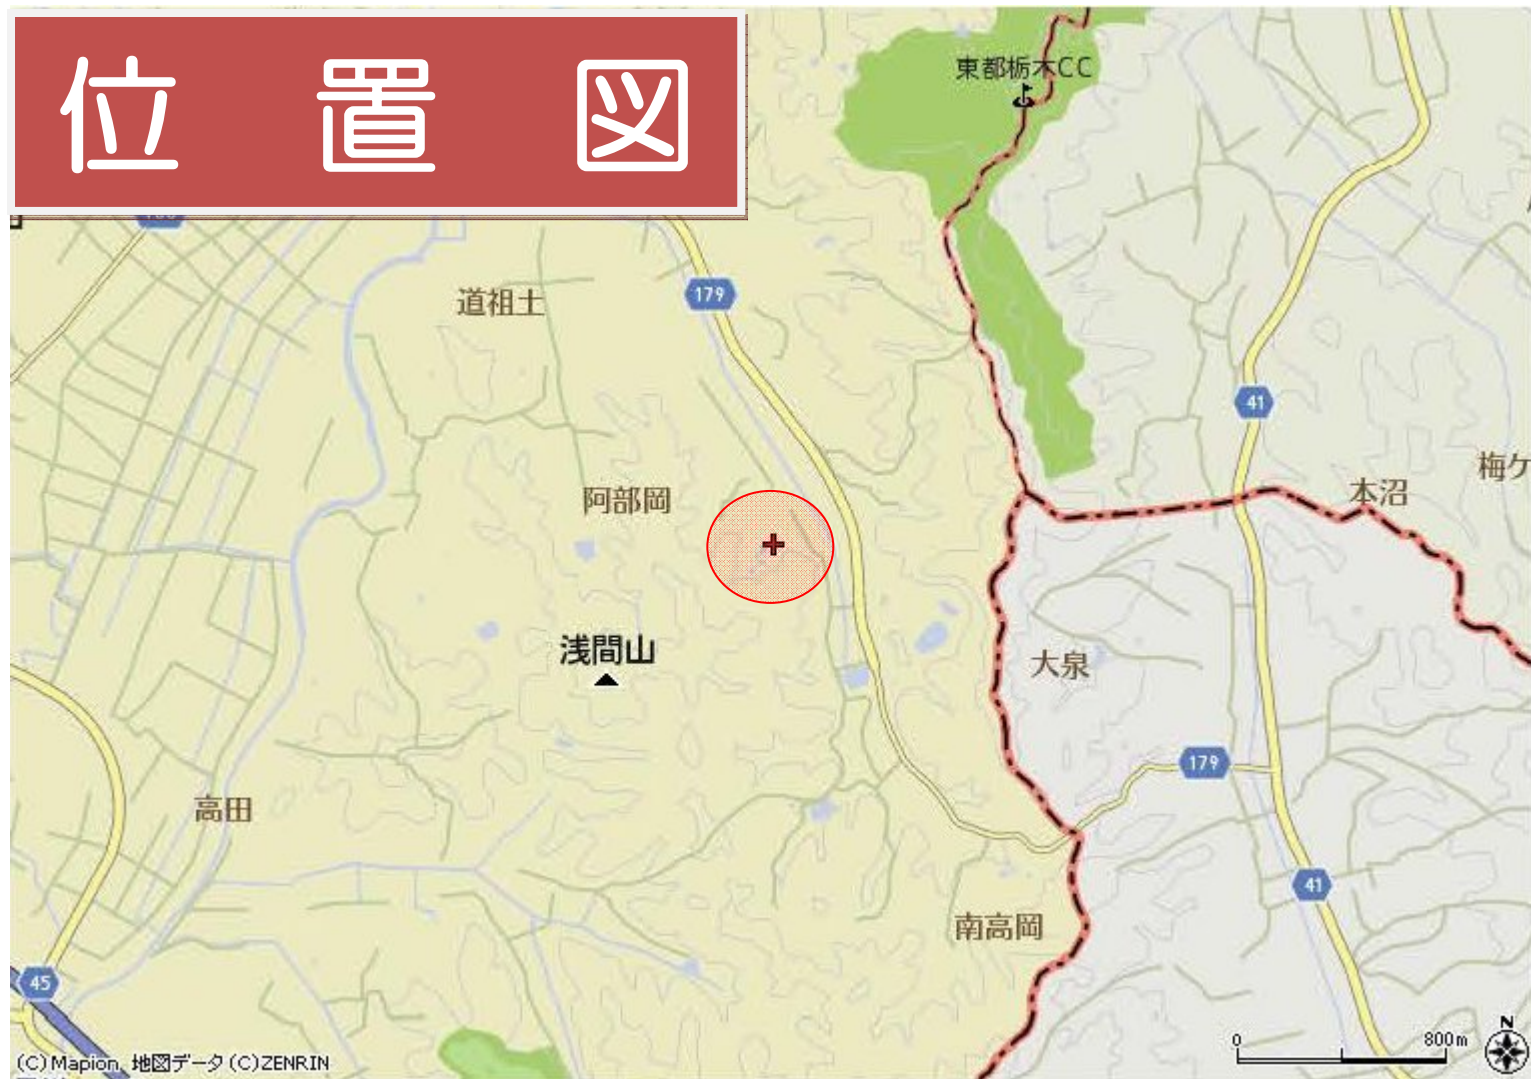 位置図
東都栃木CC
道祖土
179
41
梅ケ
本沼
阿部岡
浅間山
大泉
179
高田
41
南高岡
45
0 800m
N
(C)Mapion 地図データ(C)ZENRIN